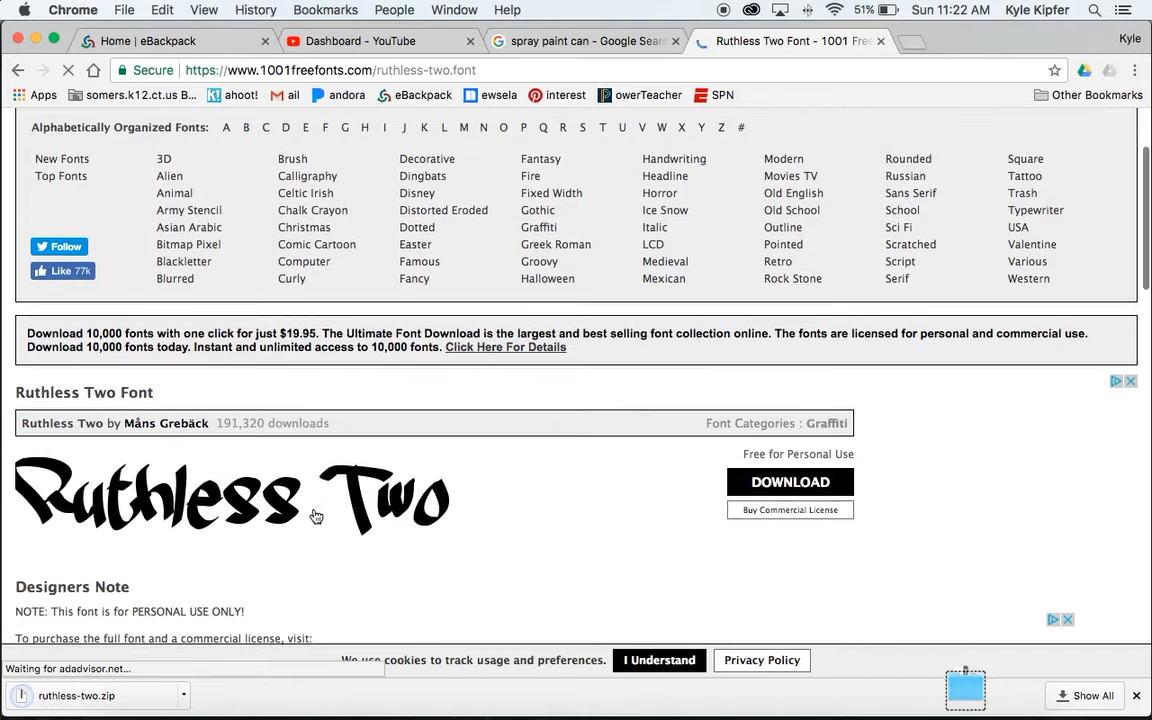 Chrome File Edit View History Bookmarks People Window Help 51% Sun 11:22 AM Kyle Kipfer
Home | eBackpack Dashboard - YouTube spray paint can - Google Searc Ruthless Two Font - 1001 Free Kyle
Secure https://www.1001freefonts.com/ruthless-two.font
Apps somers.k12.ct.us B... ahoot! ail andora eBackpack ewsela interest owerTeacher SPN Other Bookmarks
Alphabetically Organized Fonts: A B C D E F G H I J K L M N O P Q R S T U V W X Y Z #
New Fonts 3D Brush Decorative Fantasy Handwriting Modern Rounded Square
Top Fonts Alien Calligraphy Dingbats Fire Headline Movies TV Russian Tattoo
Animal Celtic Irish Disney Fixed Width Horror Old English Sans Serif Trash
Army Stencil Chalk Crayon Distorted Eroded Gothic Ice Snow Old School School Typewriter
Asian Arabic Christmas Dotted Graffiti Italic Outline Sci Fi USA
Follow Bitmap Pixel Comic Cartoon Easter Greek Roman LCD Pointed Scratched Valentine
Blackletter Computer Famous Groovy Medieval Retro Script Various
Like 77k Blurred Curly Fancy Halloween Mexican Rock Stone Serif Western
Download 10,000 fonts with one click for just $19.95. The Ultimate Font Download is the largest and best selling font collection online. The fonts are licensed for personal and commercial use.
Download 10,000 fonts today. Instant and unlimited access to 10,000 fonts. Click Here For Details
Ruthless Two Font
Ruthless Two by Måns Grebäck 191,320 downloads Font Categories : Graffiti
Free for Personal Use
Ruthless Two
DOWNLOAD
Buy Commercial License
Designers Note
NOTE: This font is for PERSONAL USE ONLY!
To purchase the full font and a commercial license, visit:
We use cookies to track usage and preferences. I Understand Privacy Policy
Waiting for adadvisor.net...
ruthless-two.zip Show All